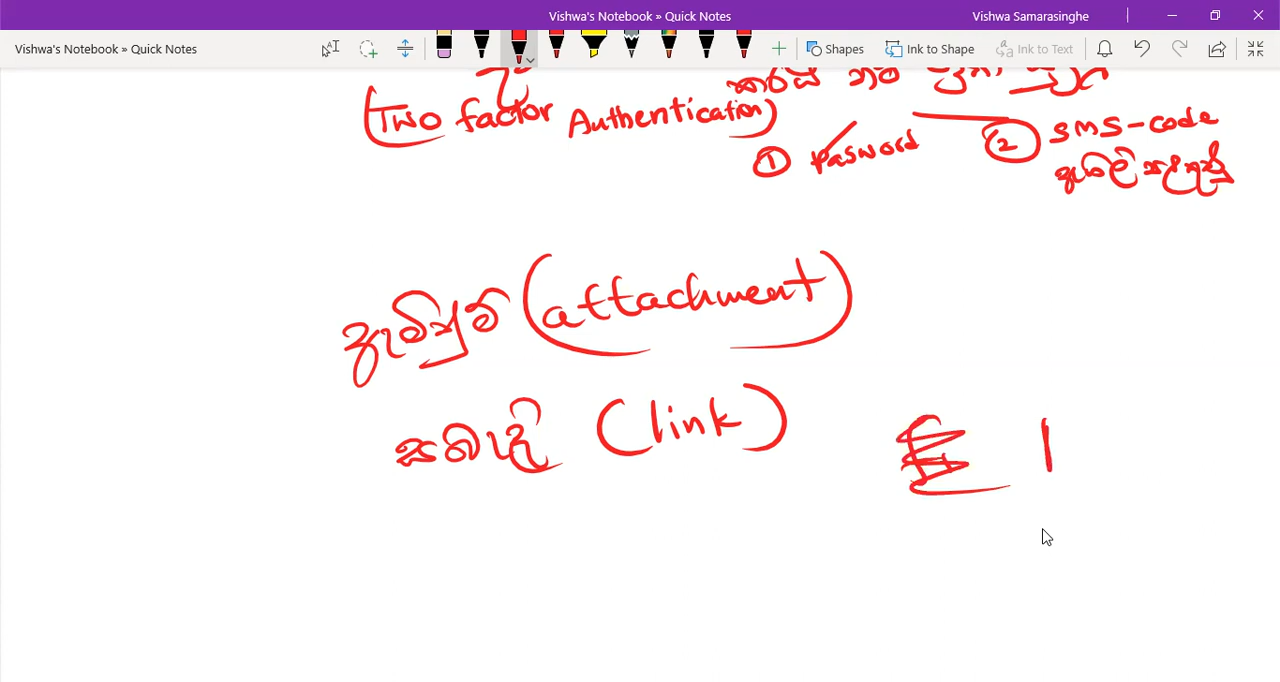 Vishwa's Notebook » Quick Notes
Vishwa Samarasinghe
Vishwa's Notebook » Quick Notes
Shapes
Ink to Shape
Ink to Text
(Two factor Authentication)
① Pasword
② SMS-code
ඇමිණුම් (attachment)
සබැඳි (link)